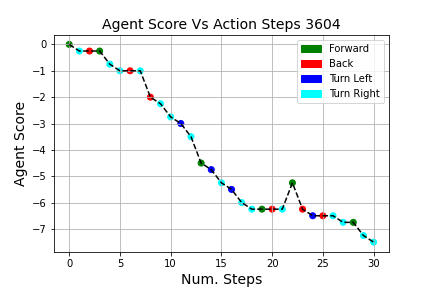 Agent Score Vs Action Steps 3604
Forward
Back
Turn Left
Turn Right
0
−1
−2
−3
−4
−5
−6
−7
Agent Score
0 5 10 15 20 25 30
Num. Steps